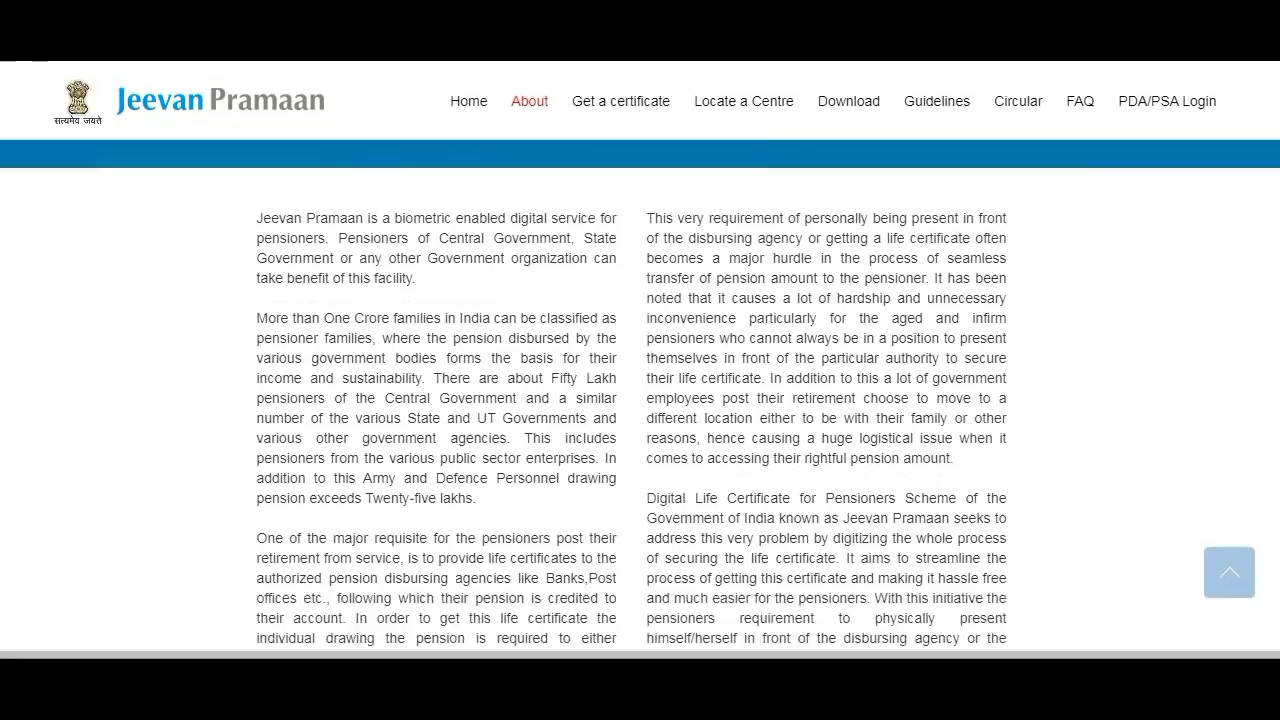 सत्यमेव जयते
Jeevan Pramaan
Home About Get a certificate Locate a Centre Download Guidelines Circular FAQ PDA/PSA Login
Jeevan Pramaan is a biometric enabled digital service for
pensioners. Pensioners of Central Government, State
Government or any other Government organization can
take benefit of this facility.
More than One Crore families in India can be classified as
pensioner families, where the pension disbursed by the
various government bodies forms the basis for their
income and sustainability. There are about Fifty Lakh
pensioners of the Central Government and a similar
number of the various State and UT Governments and
various other government agencies. This includes
pensioners from the various public sector enterprises. In
addition to this Army and Defence Personnel drawing
pension exceeds Twenty-five lakhs.
One of the major requisite for the pensioners post their
retirement from service, is to provide life certificates to the
authorized pension disbursing agencies like Banks,Post
offices etc., following which their pension is credited to
their account. In order to get this life certificate the
individual drawing the pension is required to either
This very requirement of personally being present in front
of the disbursing agency or getting a life certificate often
becomes a major hurdle in the process of seamless
transfer of pension amount to the pensioner. It has been
noted that it causes a lot of hardship and unnecessary
inconvenience particularly for the aged and infirm
pensioners who cannot always be in a position to present
themselves in front of the particular authority to secure
their life certificate. In addition to this a lot of government
employees post their retirement choose to move to a
different location either to be with their family or other
reasons, hence causing a huge logistical issue when it
comes to accessing their rightful pension amount.
Digital Life Certificate for Pensioners Scheme of the
Government of India known as Jeevan Pramaan seeks to
address this very problem by digitizing the whole process
of securing the life certificate. It aims to streamline the
process of getting this certificate and making it hassle free
and much easier for the pensioners. With this initiative the
pensioners requirement to physically present
himself/herself in front of the disbursing agency or the